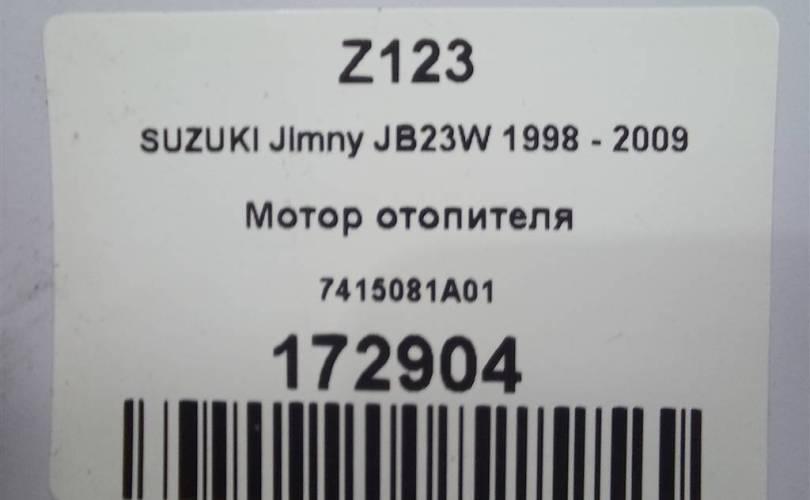 Z123
SUZUKI Jimny JB23W 1998 - 2009
Мотор отопителя
7415081A01
172904